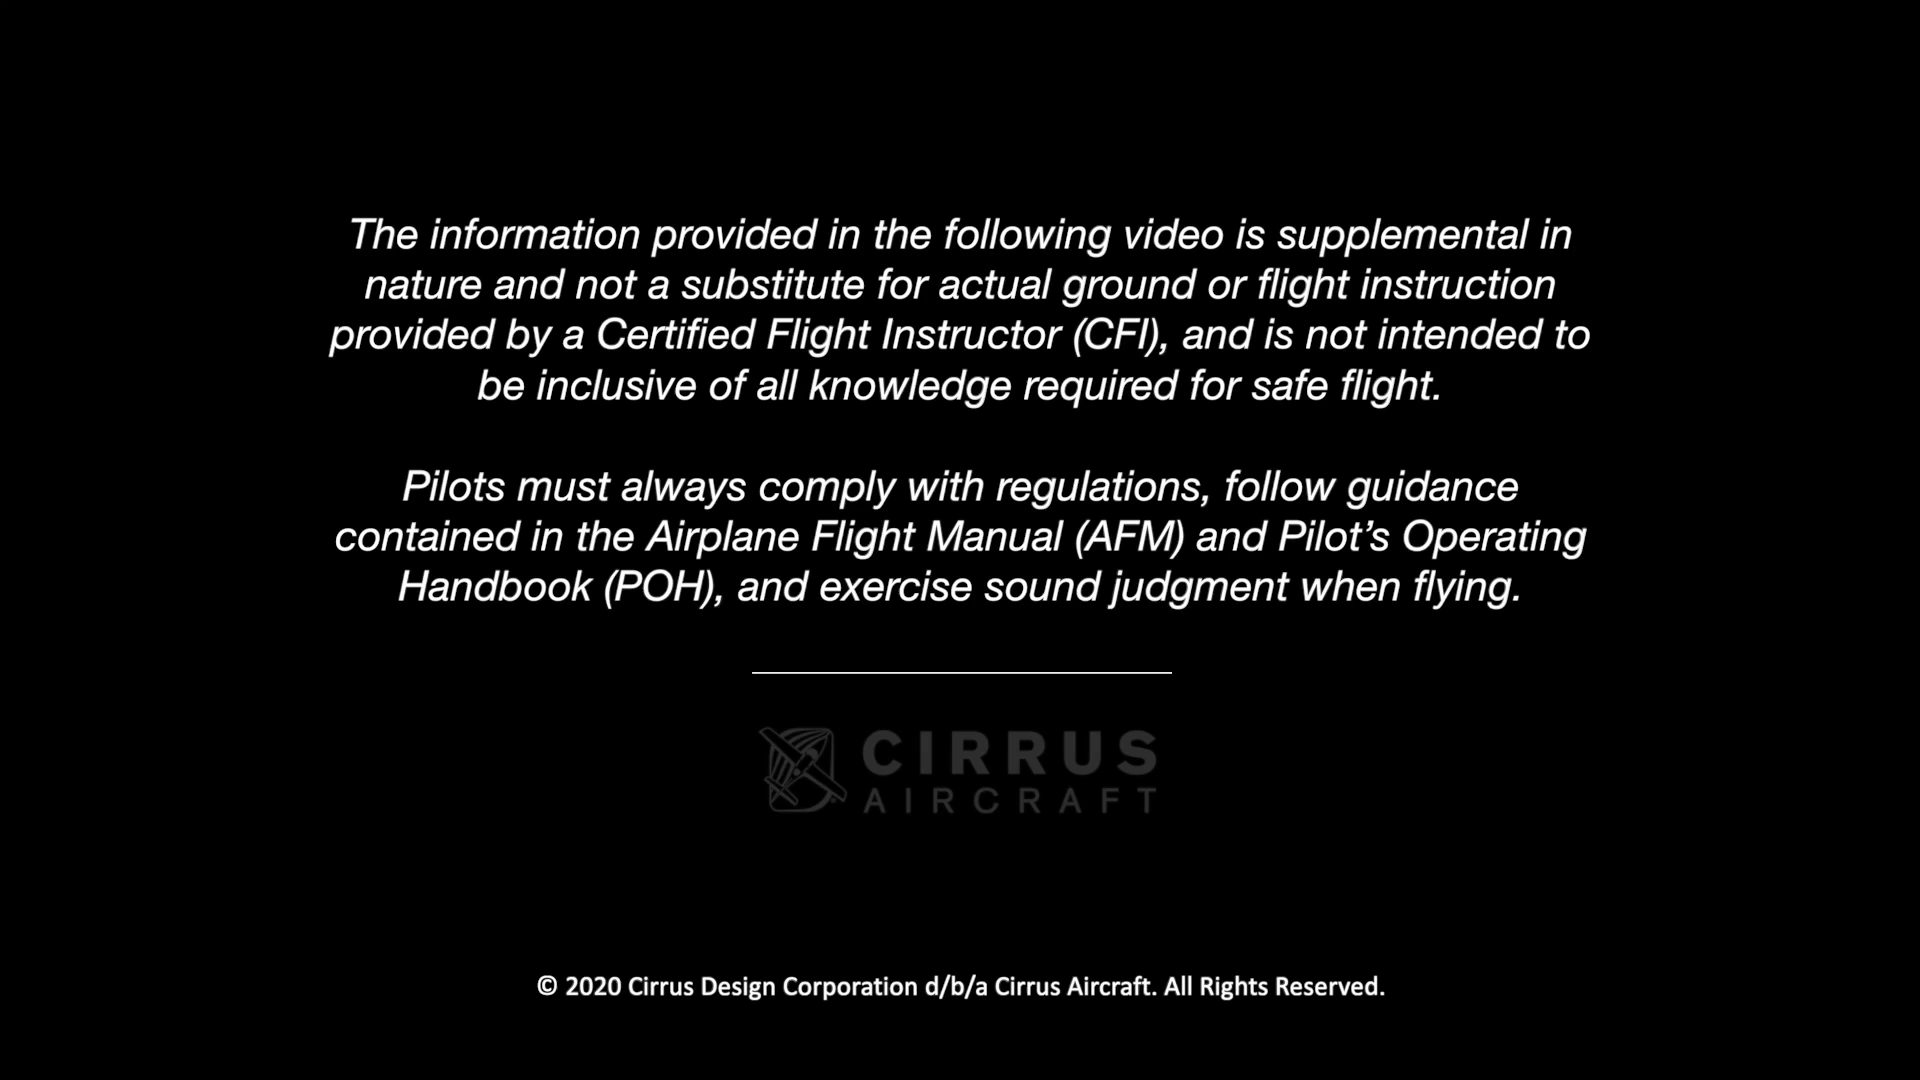 The information provided in the following video is supplemental in
nature and not a substitute for actual ground or flight instruction
provided by a Certified Flight Instructor (CFI), and is not intended to
be inclusive of all knowledge required for safe flight.
Pilots must always comply with regulations, follow guidance
contained in the Airplane Flight Manual (AFM) and Pilot’s Operating
Handbook (POH), and exercise sound judgment when flying.
CIRRUS
AIRCRAFT
© 2020 Cirrus Design Corporation d/b/a Cirrus Aircraft. All Rights Reserved.